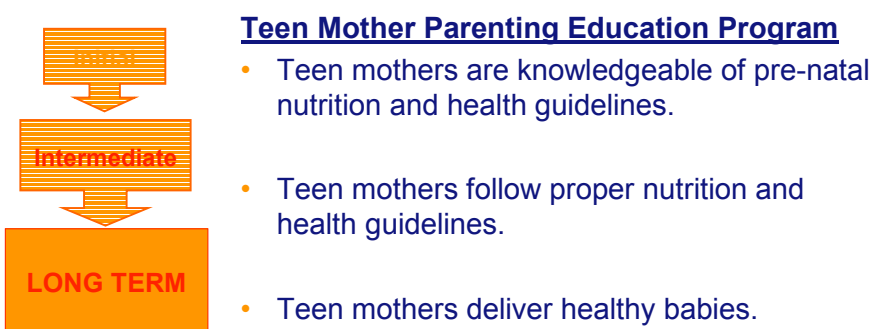 Teen Mother Parenting Education Program
Initial
• Teen mothers are knowledgeable of pre-natal
nutrition and health guidelines.
Intermediate
• Teen mothers follow proper nutrition and
health guidelines.
LONG TERM
• Teen mothers deliver healthy babies.